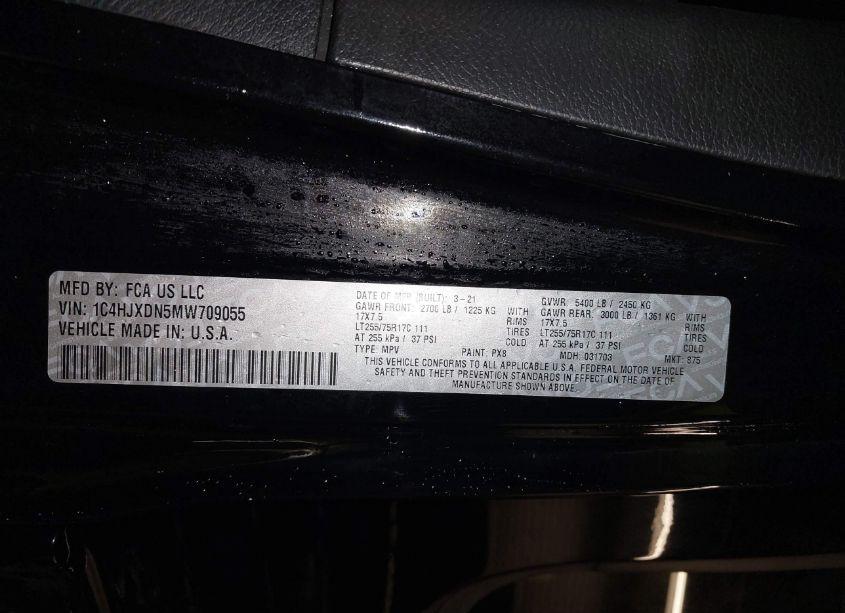 MFD BY: FCA US LLC
VIN: 1C4HJXDN5MW709055
VEHICLE MADE IN: U.S.A.
DATE OF MFR (BUILT): 3-21 GVWR: 5400 LB / 2450 KG
GAWR FRONT: 2700 LB / 1225 KG WITH GAWR REAR: 3000 LB / 1361 KG WITH
17X7.5 RIMS 17X7.5 RIMS
LT255/75R17C 111 TIRES LT255/75R17C 111 TIRES
AT 255 kPa / 37 PSI COLD AT 255 kPa / 37 PSI COLD
TYPE: MPV PAINT: PX8 MDH: 031703 MKT: 875
THIS VEHICLE CONFORMS TO ALL APPLICABLE U.S.A. FEDERAL MOTOR VEHICLE
SAFETY AND THEFT PREVENTION STANDARDS IN EFFECT ON THE DATE OF
MANUFACTURE SHOWN ABOVE.